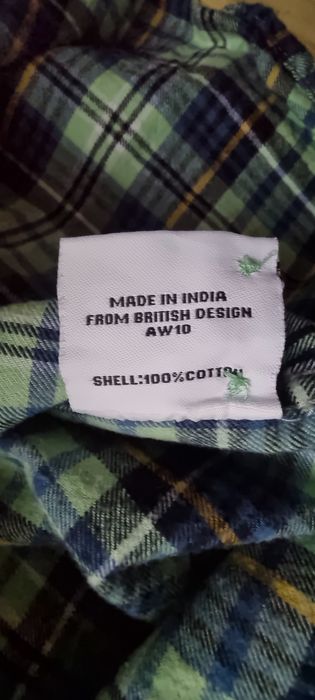 MADE IN INDIA
FROM BRITISH DESIGN
AW10
SHELL:100%COTTON